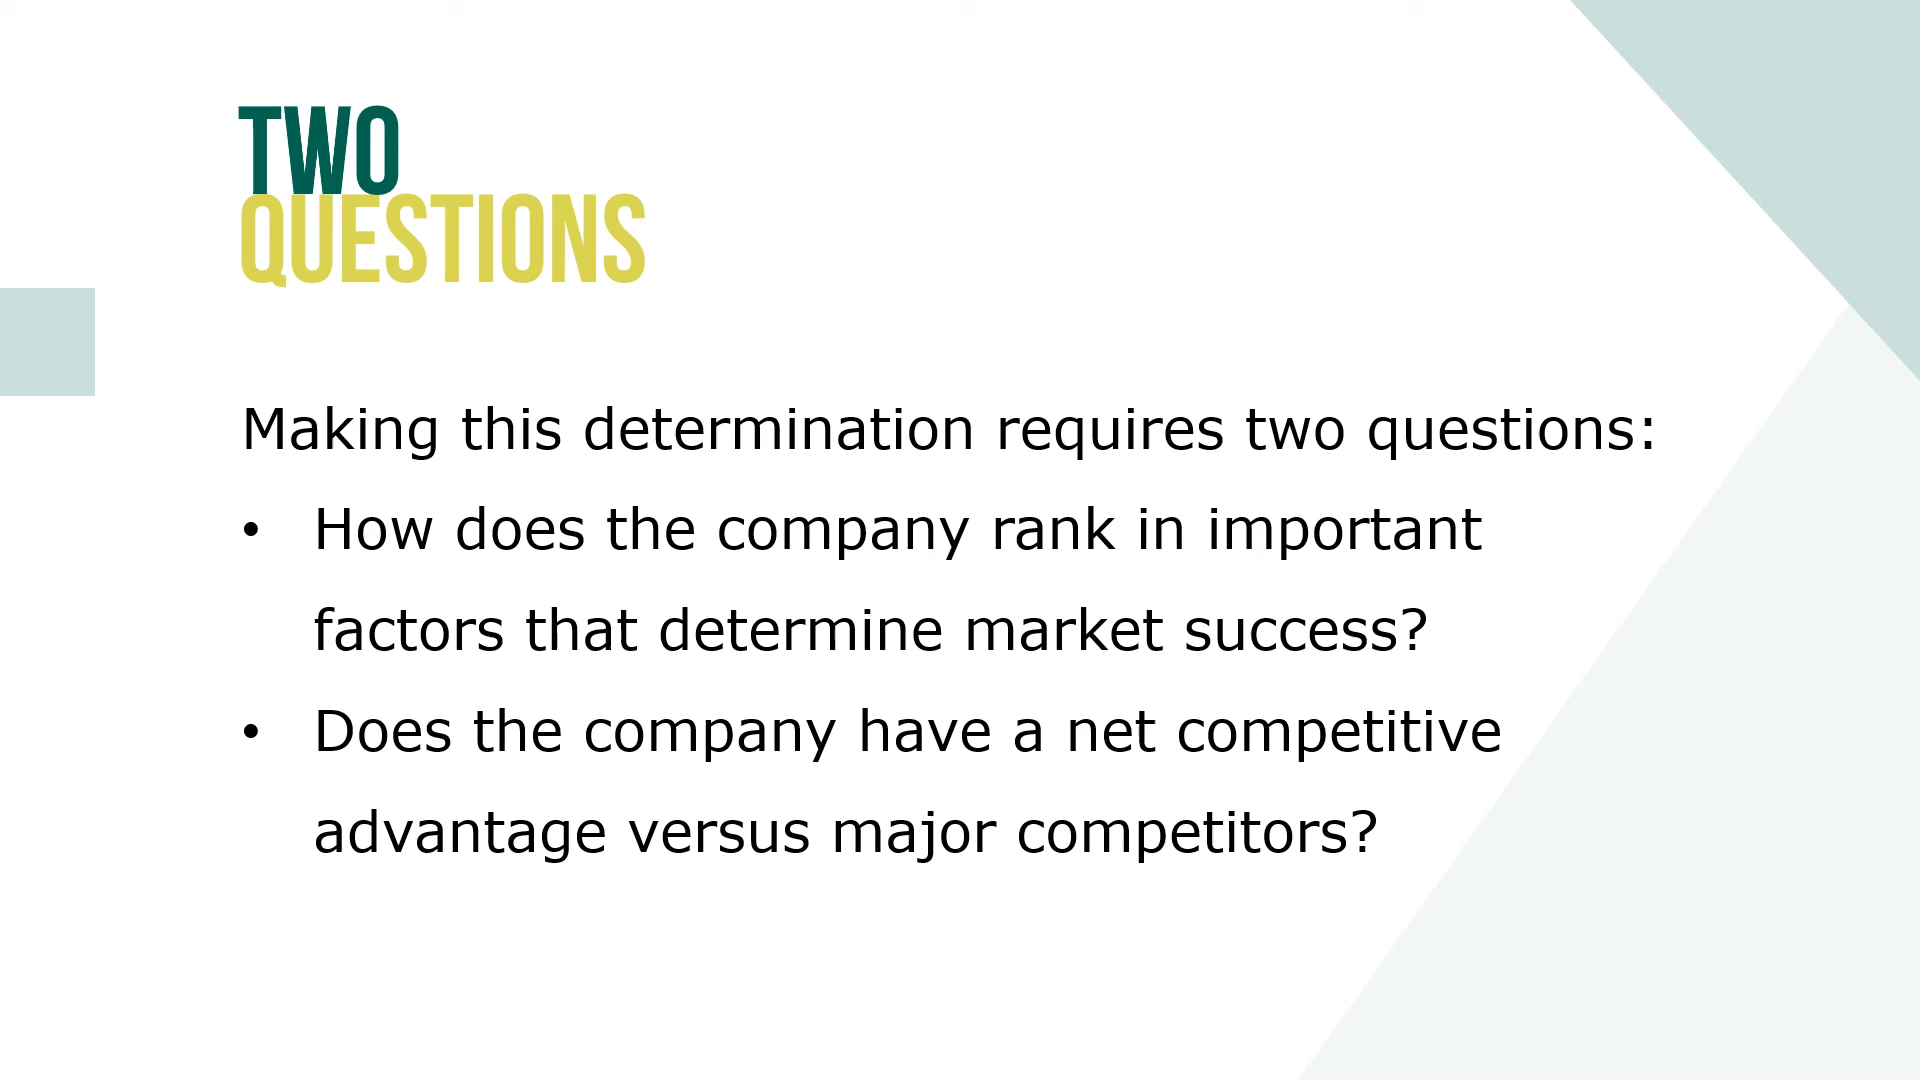 TWO
QUESTIONS
Making this determination requires two questions:
• How does the company rank in important
factors that determine market success?
• Does the company have a net competitive
advantage versus major competitors?